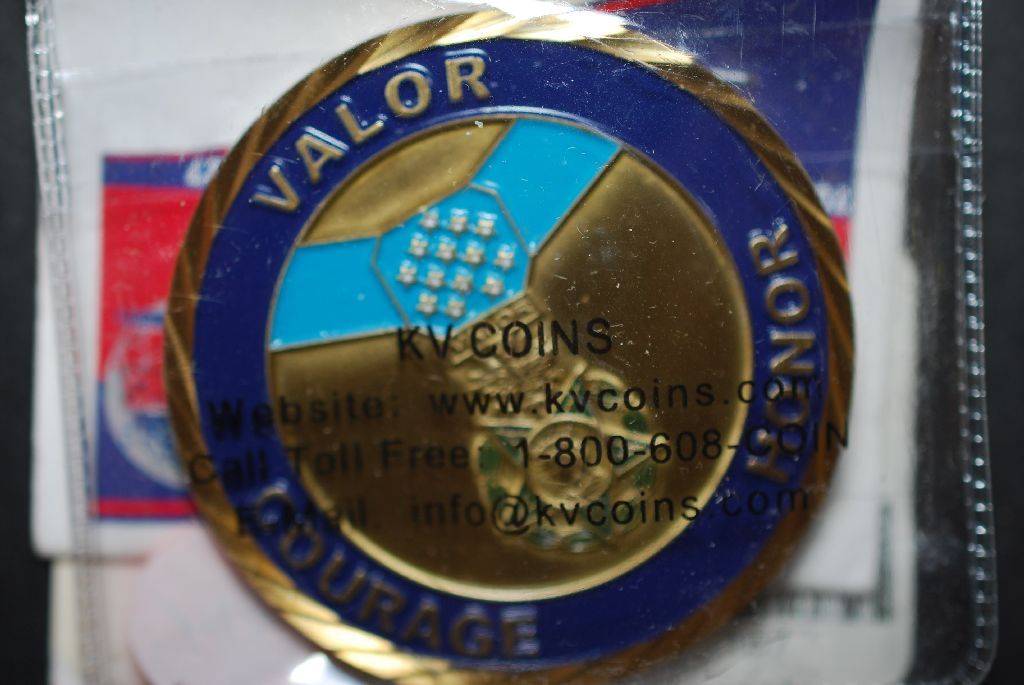 VALOR
HONOR
COURAGE
KV COINS
Website: www.kvcoins.com
Call Toll Free: 1-800-608-COIN
E-Mail: info@kvcoins.com